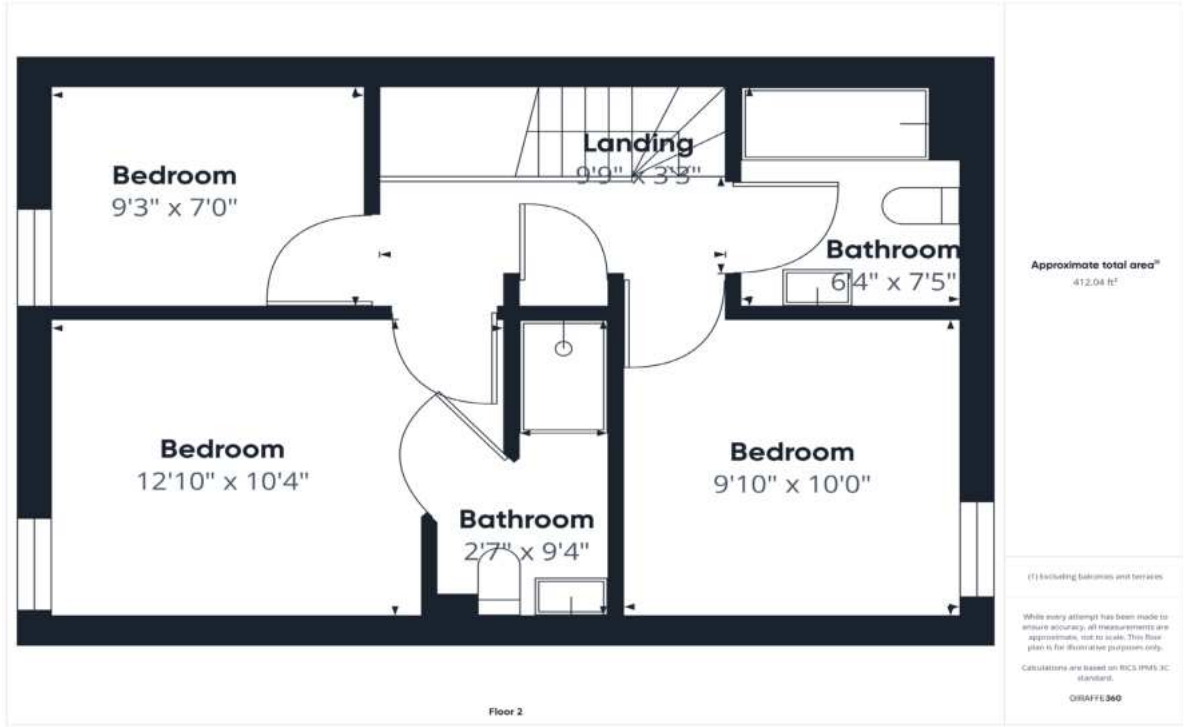 Bedroom
9'3" x 7'0"
Landing
9'9" x 3'3"
Bathroom
6'4" x 7'5"
Bedroom
12'10" x 10'4"
Bathroom
2'7" x 9'4"
Bedroom
9'10" x 10'0"
Floor 2
Approximate total area⁽¹⁾
412.04 ft²
(1) Excluding balconies and terraces
While every attempt has been made to
ensure accuracy, all measurements are
approximate, not to scale. This floor
plan is for illustrative purposes only.
Calculations are based on RICS IPMS 3C
standard.
GIRAFFE360